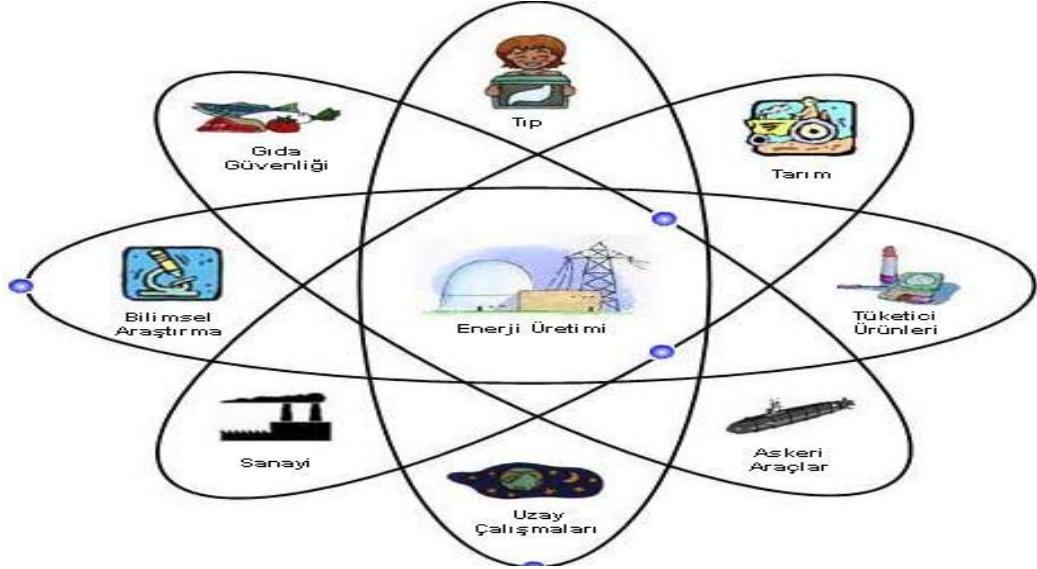 Tıp
Gıda
Güvenliği
Tarım
Bilimsel
Araştırma
Enerji Üretimi
Tüketici
Ürünleri
Sanayi
Askeri
Araçlar
Uzay
Çalışmaları